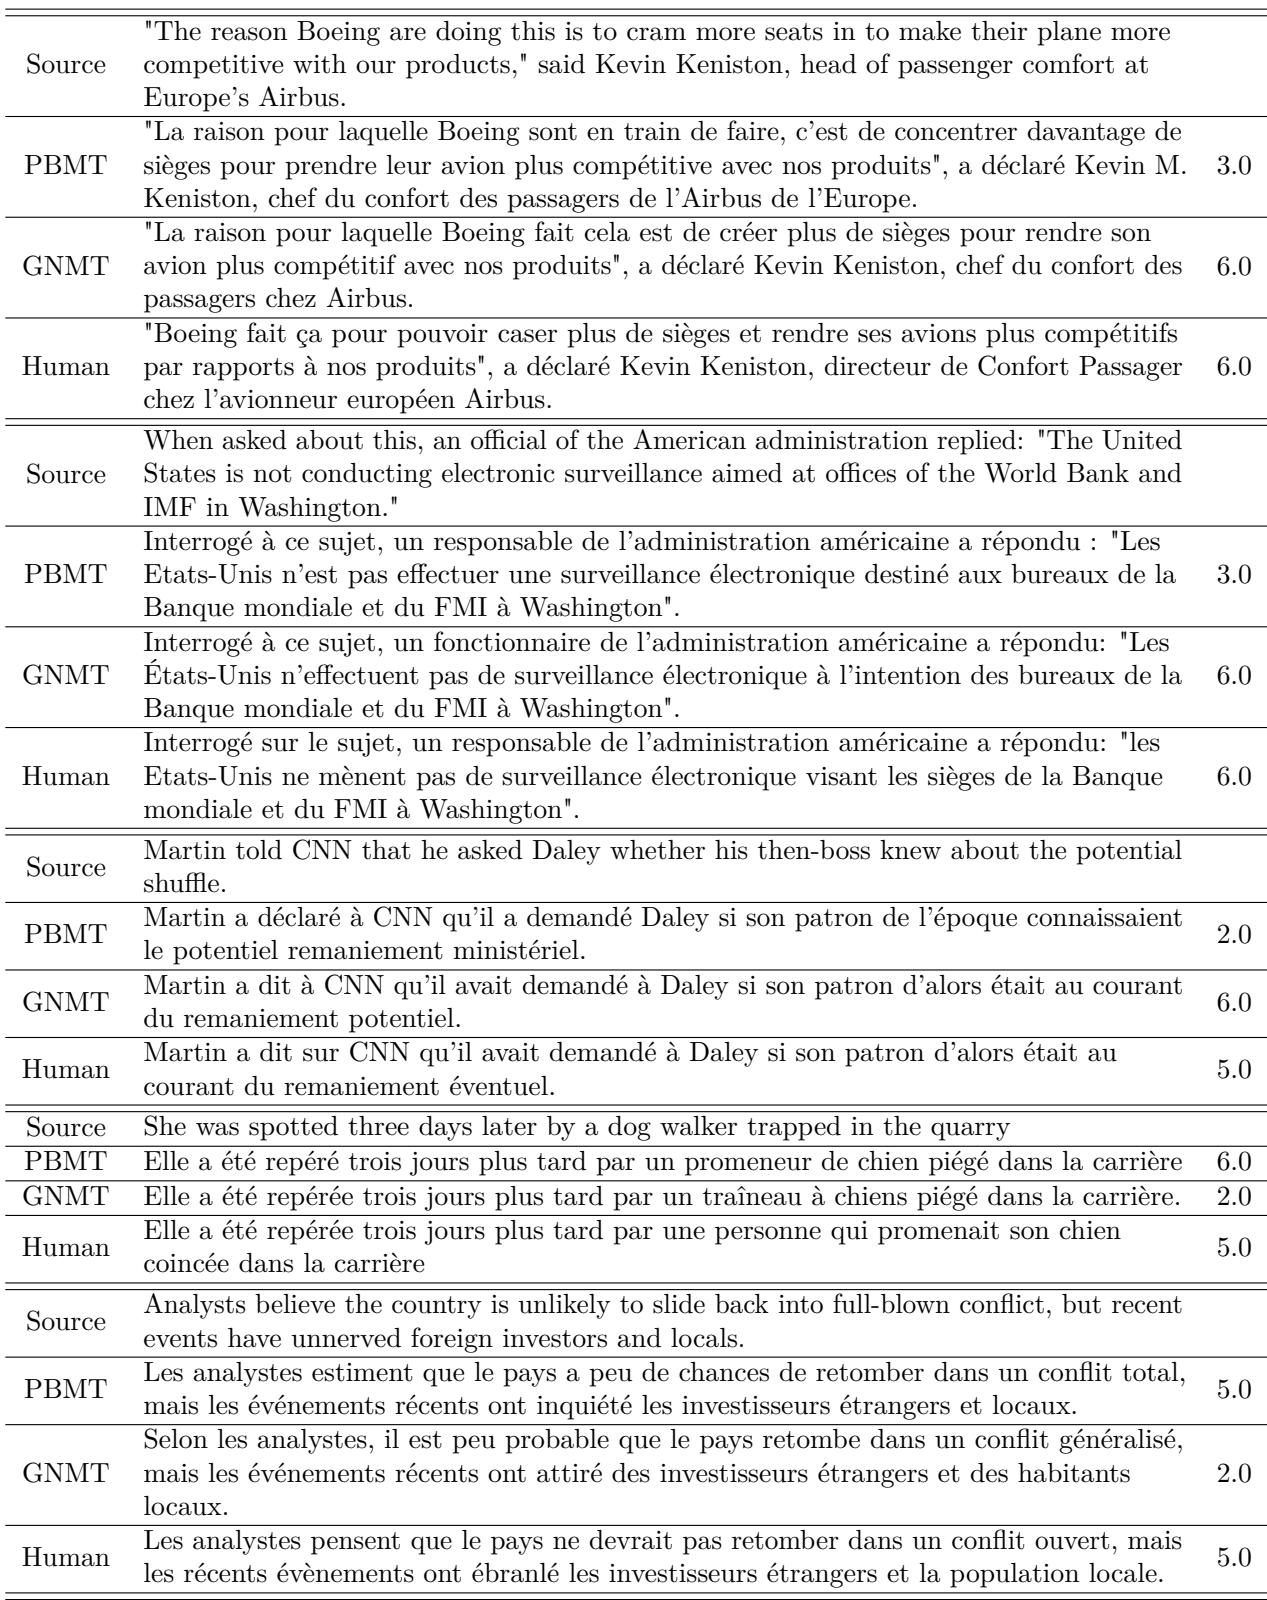 "The reason Boeing are doing this is to cram more seats in to make their plane more
Source competitive with our products," said Kevin Keniston, head of passenger comfort at
Europe's Airbus.
"La raison pour laquelle Boeing sont en train de faire, c'est de concentrer davantage de
PBMT sièges pour prendre leur avion plus compétitive avec nos produits", a déclaré Kevin M. 3.0
Keniston, chef du confort des passagers de l'Airbus de l'Europe.
"La raison pour laquelle Boeing fait cela est de créer plus de sièges pour rendre son
GNMT avion plus compétitif avec nos produits", a déclaré Kevin Keniston, chef du confort des 6.0
passagers chez Airbus.
"Boeing fait ça pour pouvoir caser plus de sièges et rendre ses avions plus compétitifs
Human par rapports à nos produits", a déclaré Kevin Keniston, directeur de Confort Passager 6.0
chez l'avionneur européen Airbus.
When asked about this, an official of the American administration replied: "The United
Source States is not conducting electronic surveillance aimed at offices of the World Bank and
IMF in Washington."
Interrogé à ce sujet, un responsable de l'administration américaine a répondu : "Les
PBMT Etats-Unis n'est pas effectuer une surveillance électronique destiné aux bureaux de la 3.0
Banque mondiale et du FMI à Washington".
Interrogé à ce sujet, un fonctionnaire de l'administration américaine a répondu: "Les
GNMT États-Unis n'effectuent pas de surveillance électronique à l'intention des bureaux de la 6.0
Banque mondiale et du FMI à Washington".
Interrogé sur le sujet, un responsable de l'administration américaine a répondu: "les
Human Etats-Unis ne mènent pas de surveillance électronique visant les sièges de la Banque 6.0
mondiale et du FMI à Washington".
Source Martin told CNN that he asked Daley whether his then-boss knew about the potential
shuffle.
PBMT Martin a déclaré à CNN qu'il a demandé Daley si son patron de l'époque connaissaient 2.0
le potentiel remaniement ministériel.
GNMT Martin a dit à CNN qu'il avait demandé à Daley si son patron d'alors était au courant 6.0
du remaniement potentiel.
Human Martin a dit sur CNN qu'il avait demandé à Daley si son patron d'alors était au 5.0
courant du remaniement éventuel.
Source She was spotted three days later by a dog walker trapped in the quarry
PBMT Elle a été repéré trois jours plus tard par un promeneur de chien piégé dans la carrière 6.0
GNMT Elle a été repérée trois jours plus tard par un traîneau à chiens piégé dans la carrière. 2.0
Human Elle a été repérée trois jours plus tard par une personne qui promenait son chien 5.0
coincée dans la carrière
Source Analysts believe the country is unlikely to slide back into full-blown conflict, but recent
events have unnerved foreign investors and locals.
PBMT Les analystes estiment que le pays a peu de chances de retomber dans un conflit total, 5.0
mais les événements récents ont inquiété les investisseurs étrangers et locaux.
Selon les analystes, il est peu probable que le pays retombe dans un conflit généralisé,
GNMT mais les événements récents ont attiré des investisseurs étrangers et des habitants 2.0
locaux.
Human Les analystes pensent que le pays ne devrait pas retomber dans un conflit ouvert, mais 5.0
les récents évènements ont ébranlé les investisseurs étrangers et la population locale.